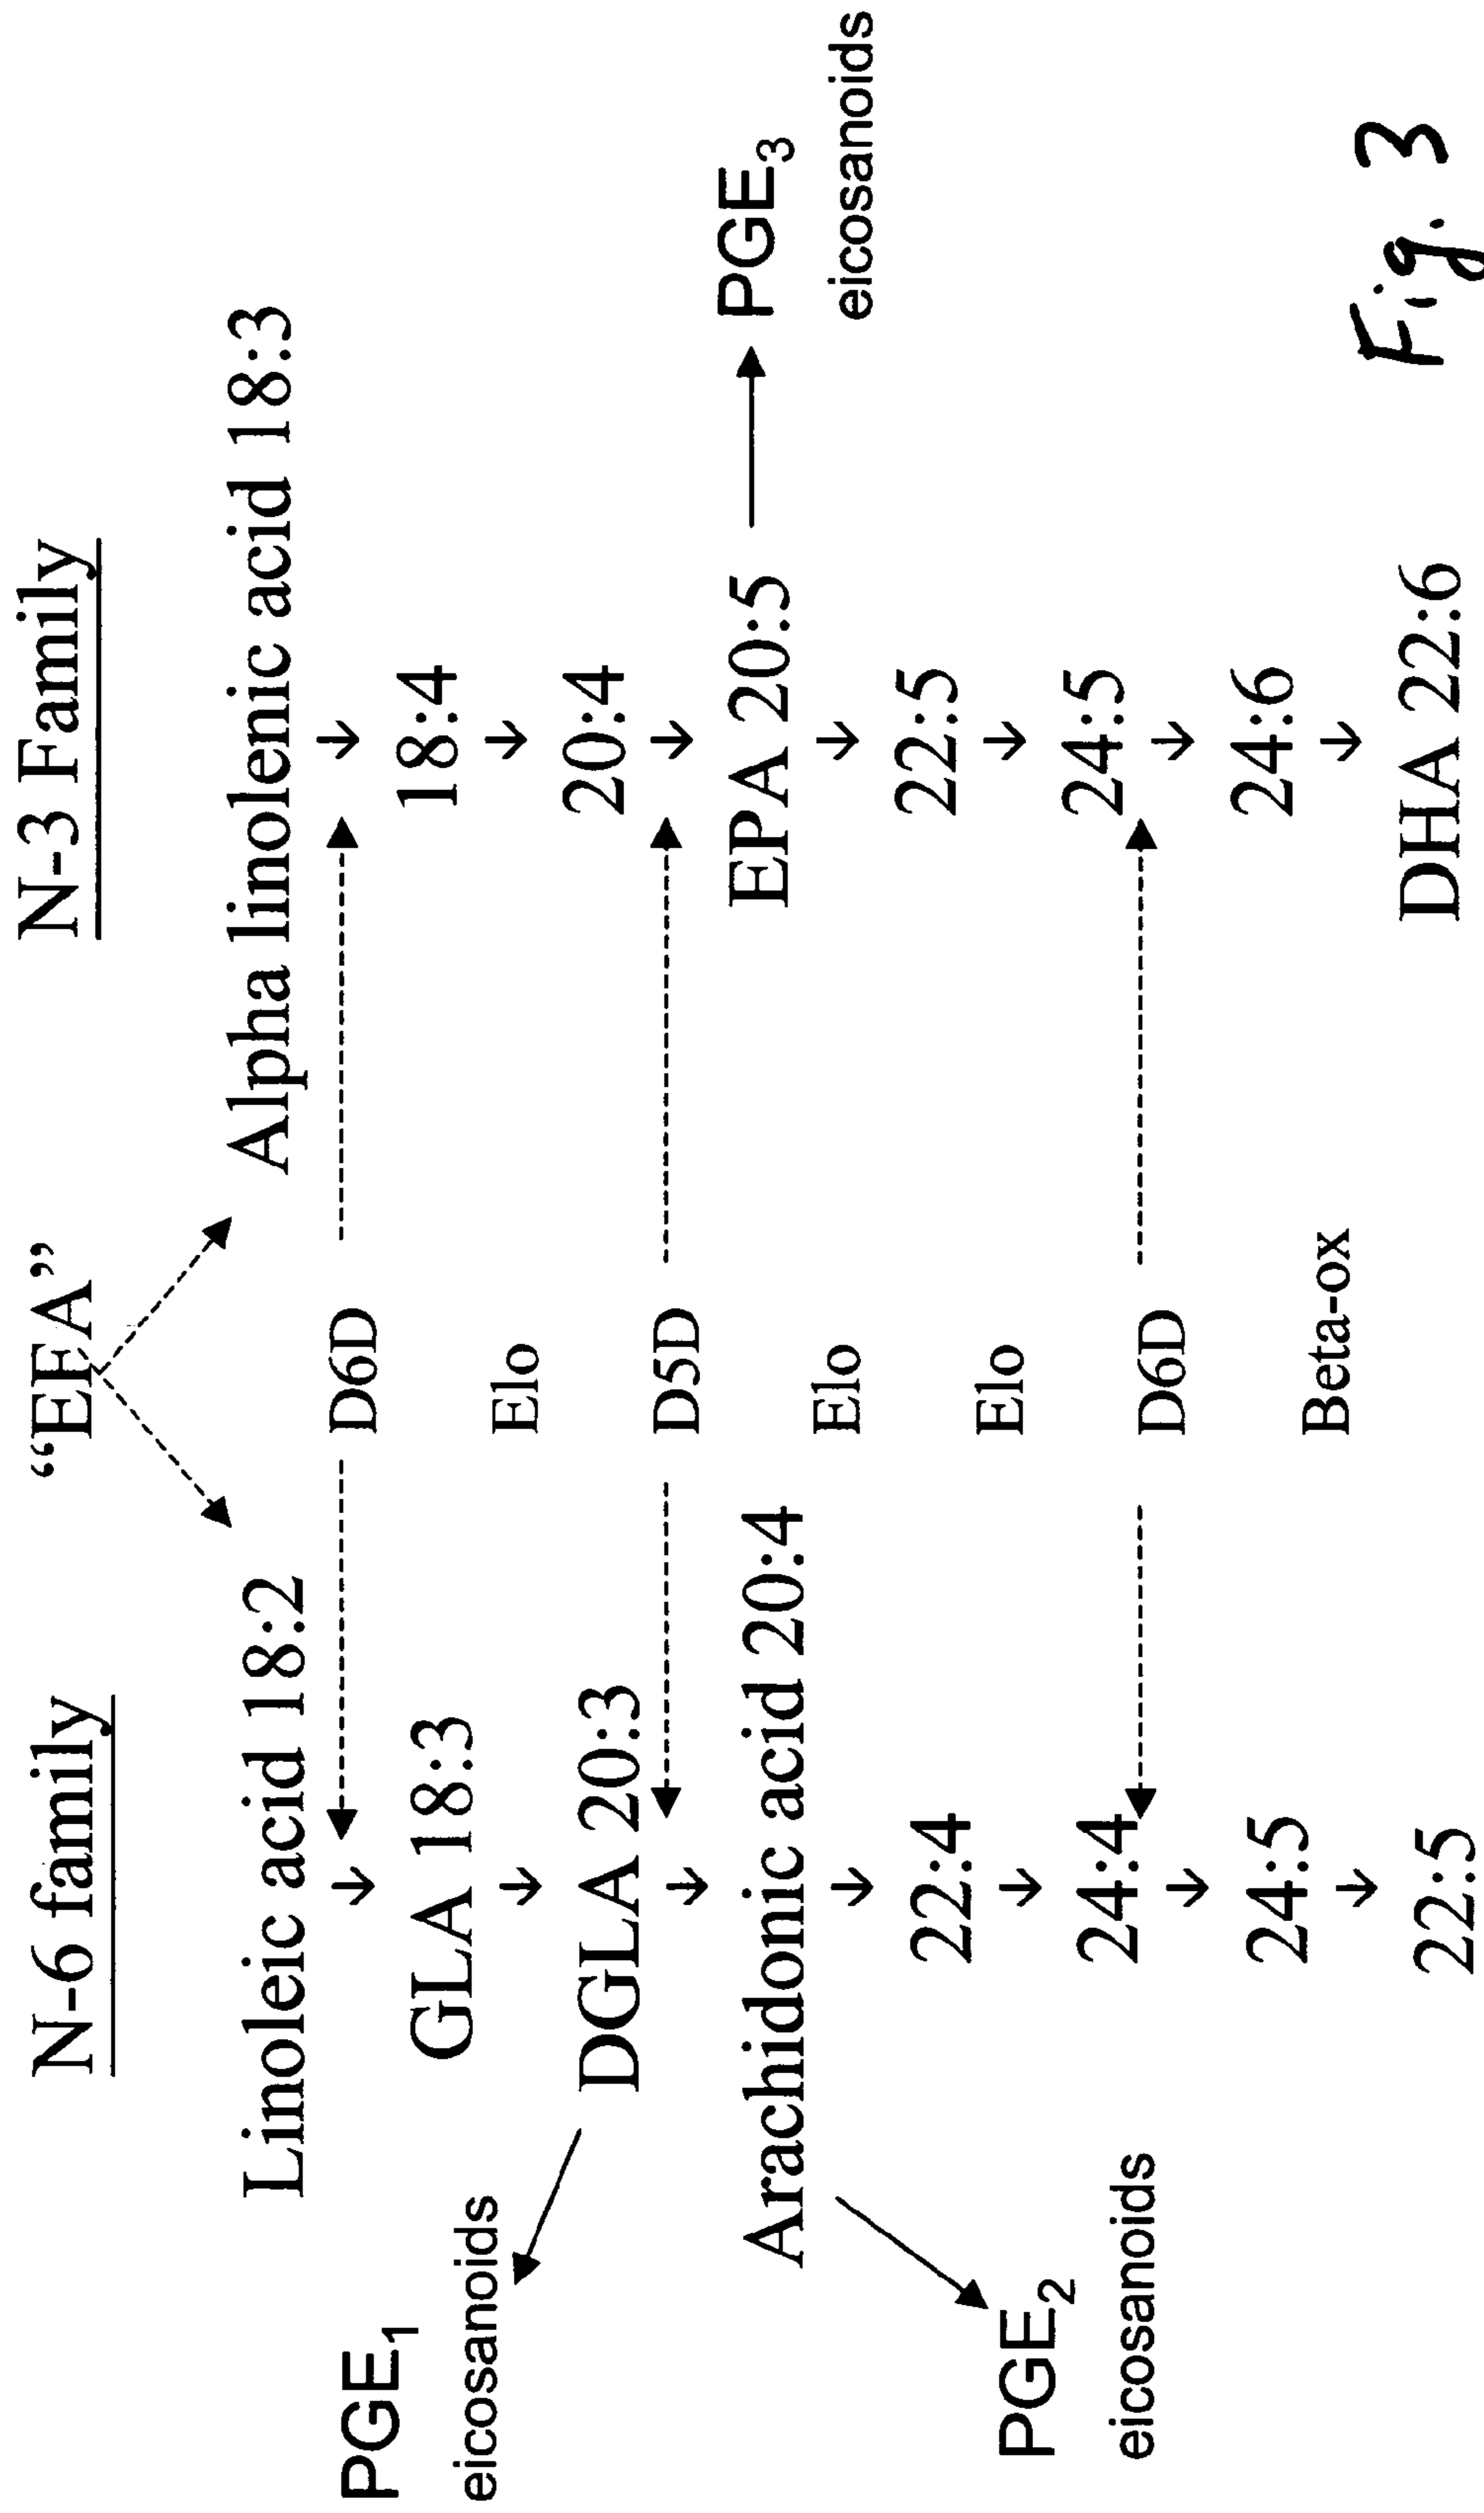 N-6 family
“EFA”
N-3 Family
Linoleic acid 18:2
Alpha linolenic acid 18:3
D6D
PGE1
eicosanoids
GLA 18:3
18:4
Elo
DGLA 20:3
20:4
D5D
Arachidonic acid 20:4
EPA 20:5
PGE3
eicosanoids
Elo
22:4
22:5
Elo
PGE2
eicosanoids
24:4
24:5
D6D
24:5
24:6
Beta-ox
22:5
DHA 22:6
Fig. 3